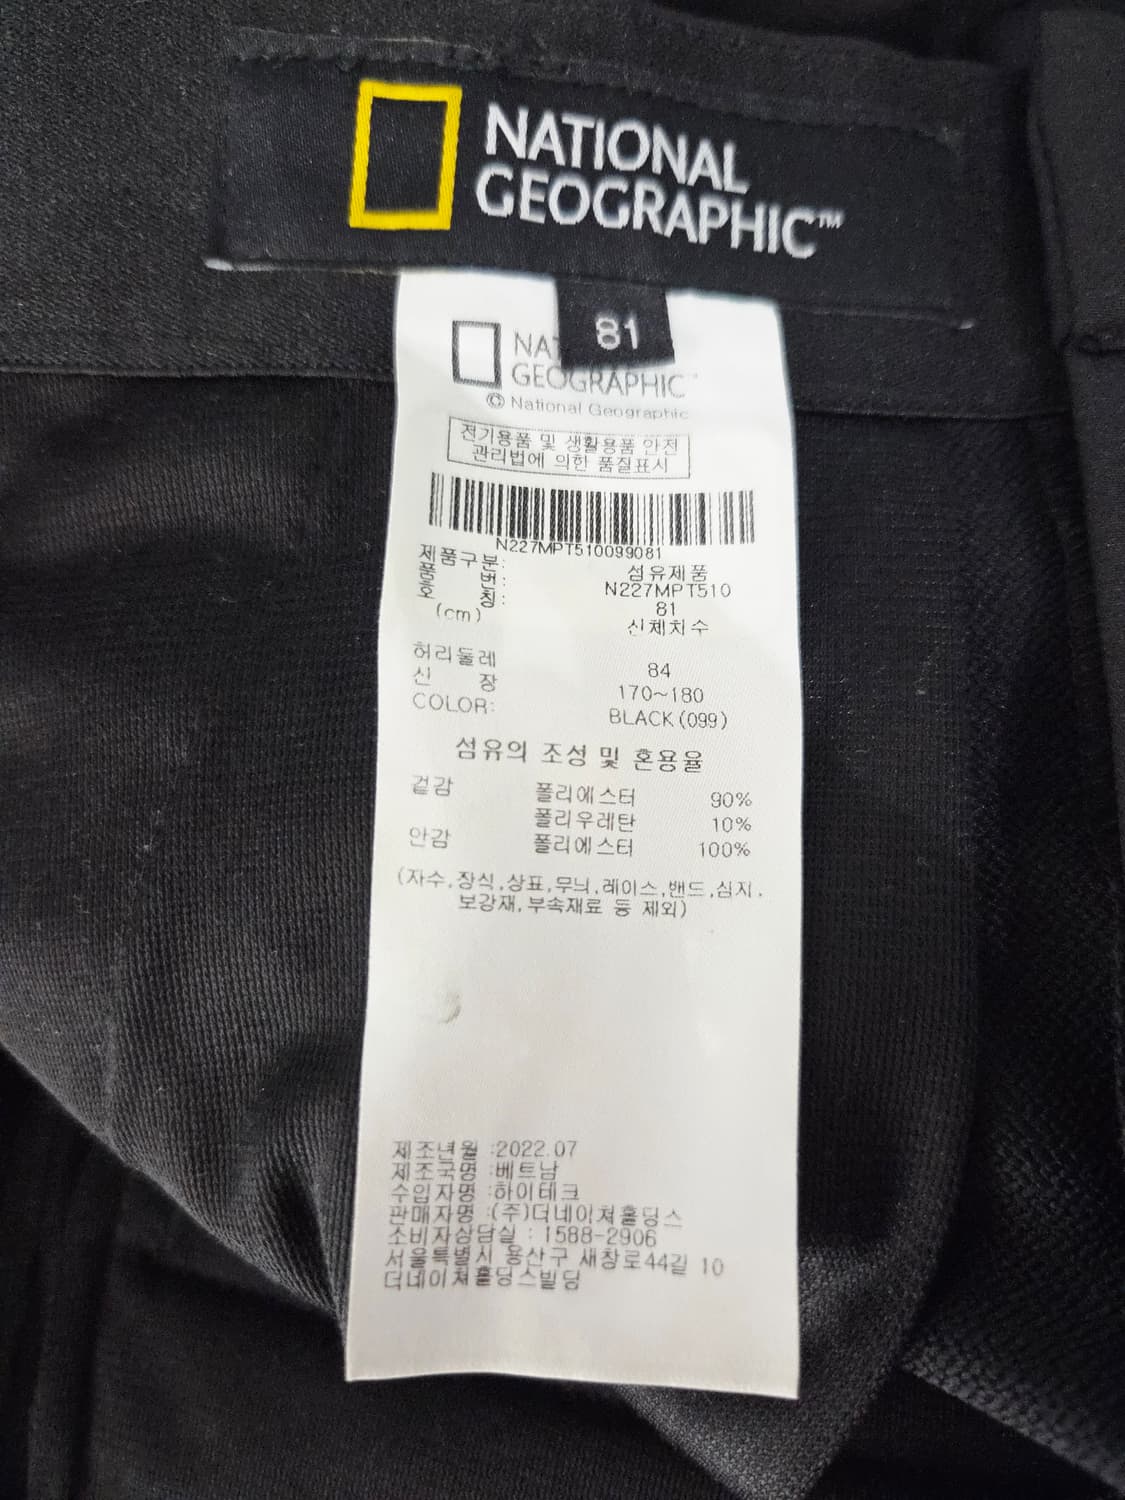 NATIONAL
GEOGRAPHIC™
81
NAT
GEOGRAPHIC™
© National Geographic
전기용품 및 생활용품 안전
관리법에 의한 품질표시
N227MPT510099081
제품구분: 섬유제품
품 번: N227MPT510
호 칭: 81
(cm) 신체치수
허리둘레 84
신 장 170~180
COLOR: BLACK(099)
섬유의 조성 및 혼용율
겉감 폴리에스터 90%
폴리우레탄 10%
안감 폴리에스터 100%
(자수,장식,상표,무늬,레이스,밴드,심지,
보강재,부속재료 등 제외)
제조년월 :2022.07
제조국명 :베트남
수입자명 :하이테크
판매자명 :(주)더네이쳐홀딩스
소비자상담실 : 1588-2906
서울특별시 용산구 새창로44길 10
더네이쳐홀딩스빌딩